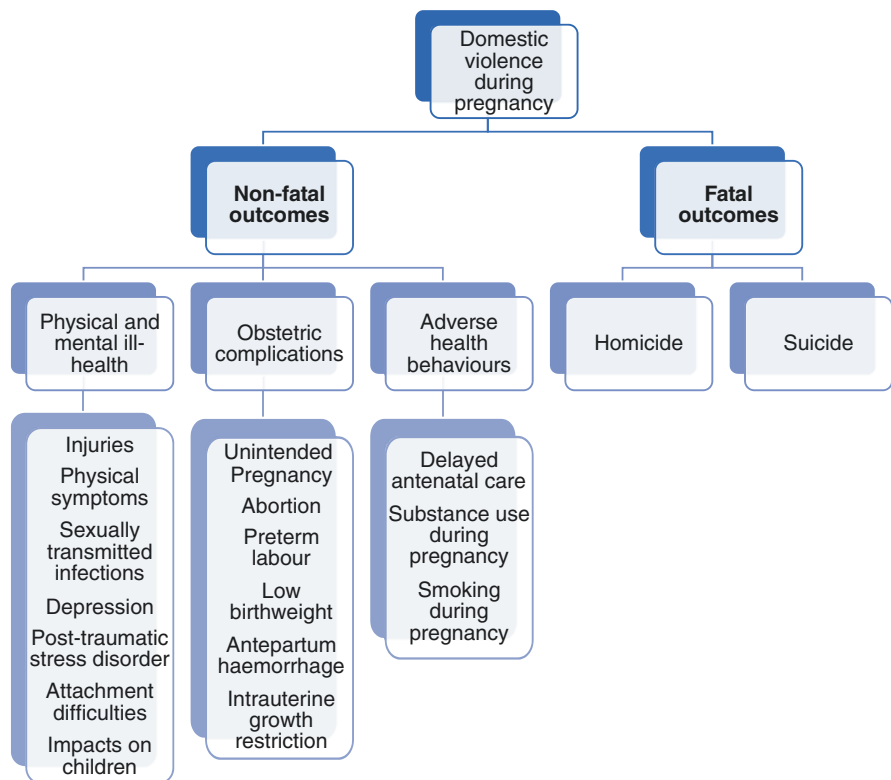 Domestic
violence
during
pregnancy
Non-fatal
outcomes
Fatal
outcomes
Physical and
mental ill-
health
Obstetric
complications
Adverse
health
behaviours
Homicide
Suicide
Injuries
Physical
symptoms
Sexually
transmitted
infections
Depression
Post-traumatic
stress disorder
Attachment
difficulties
Impacts on
children
Unintended
Pregnancy
Abortion
Preterm
labour
Low
birthweight
Antepartum
haemorrhage
Intrauterine
growth
restriction
Delayed
antenatal care
Substance use
during
pregnancy
Smoking
during
pregnancy